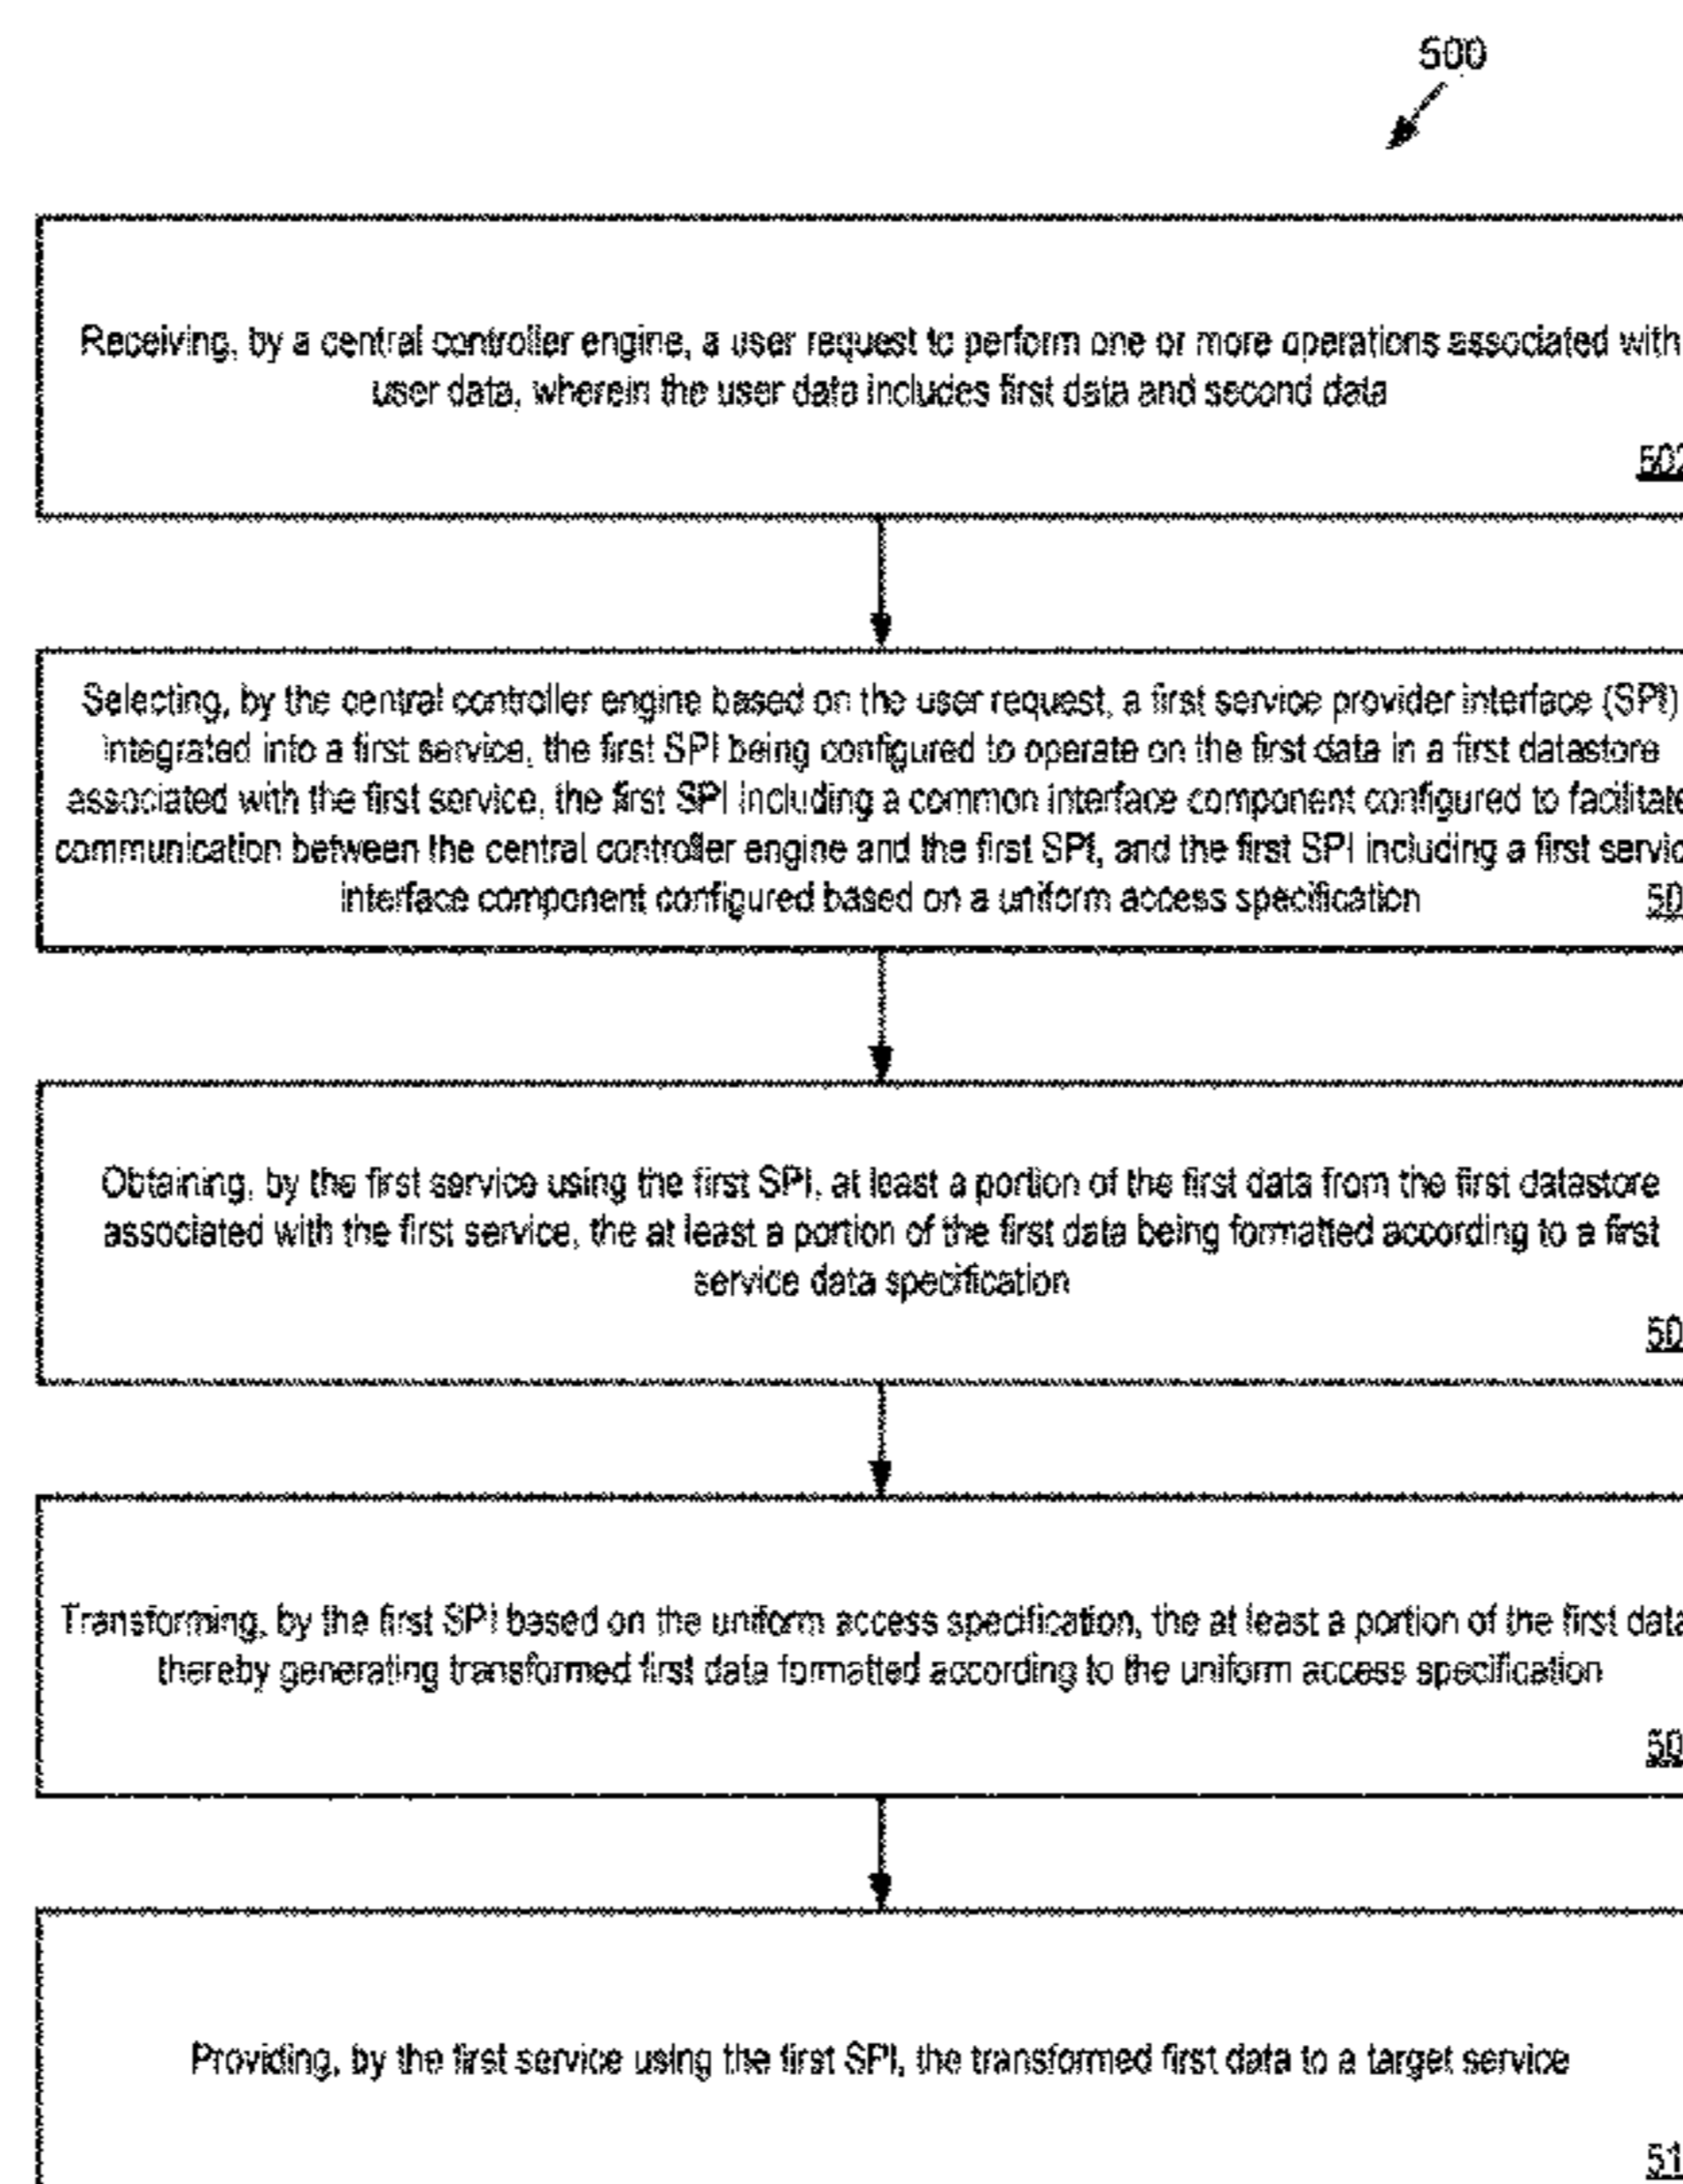 500
Receiving, by a central controller engine, a user request to perform one or more operations associated with
user data, wherein the user data includes first data and second data
502
Selecting, by the central controller engine based on the user request, a first service provider interface (SPI)
integrated into a first service, the first SPI being configured to operate on the first data in a first datastore
associated with the first service, the first SPI including a common interface component configured to facilitate
communication between the central controller engine and the first SPI, and the first SPI including a first servic
interface component configured based on a uniform access specification
50
Obtaining, by the first service using the first SPI, at least a portion of the first data from the first datastore
associated with the first service, the at least a portion of the first data being formatted according to a first
service data specification
50
Transforming, by the first SPI based on the uniform access specification, the at least a portion of the first data
thereby generating transformed first data formatted according to the uniform access specification
50
Providing, by the first service using the first SPI, the transformed first data to a target service
51